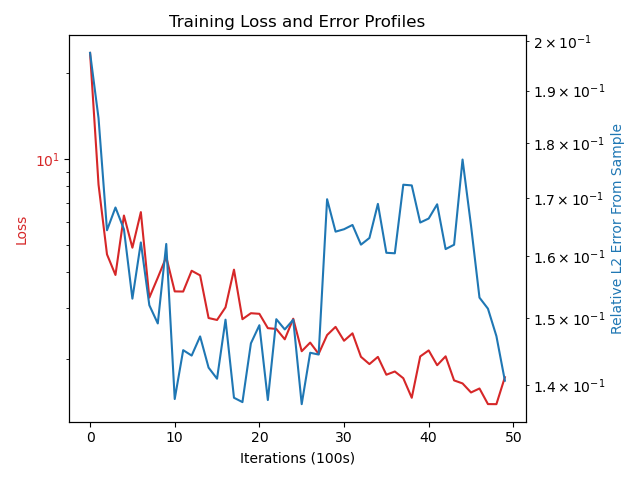 Training Loss and Error Profiles
Loss
10¹
2 × 10⁻¹
1.9 × 10⁻¹
1.8 × 10⁻¹
1.7 × 10⁻¹
1.6 × 10⁻¹
1.5 × 10⁻¹
1.4 × 10⁻¹
Relative L2 Error From Sample
0 10 20 30 40 50
Iterations (100s)